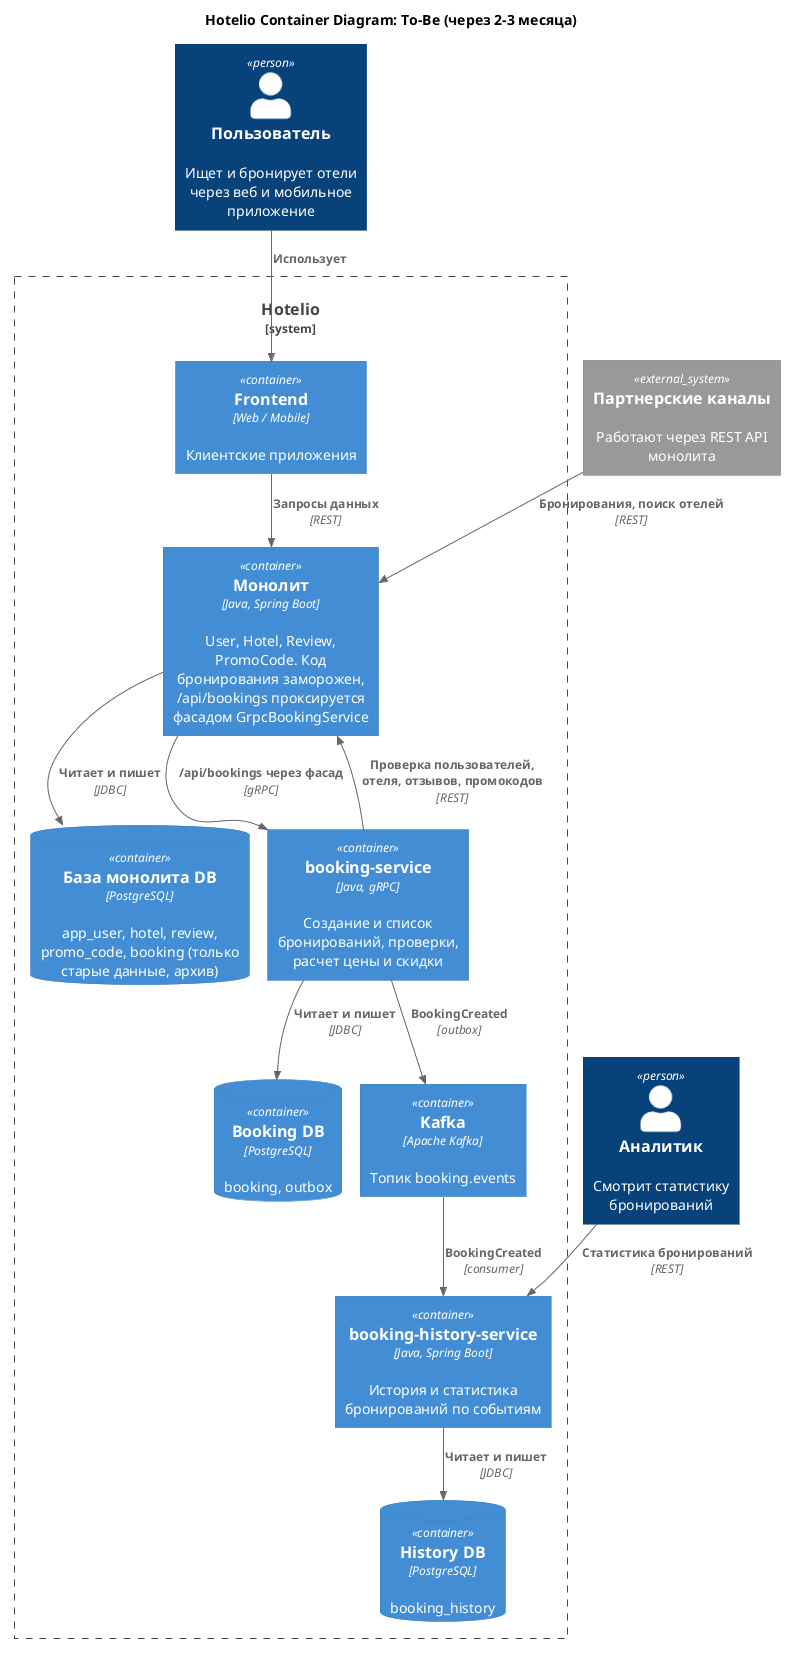 Hotelio Container Diagram: To-Be (через 2-3 месяца)
«person»
Пользователь
Ищет и бронирует отели
через веб и мобильное
приложение
Использует
Hotelio
[system]
«container»
Frontend
[Web / Mobile]
Клиентские приложения
«external_system»
Партнерские каналы
Работают через REST API
монолита
Запросы данных
[REST]
Бронирования, поиск отелей
[REST]
«container»
Монолит
[Java, Spring Boot]
User, Hotel, Review,
PromoCode. Код
бронирования заморожен,
/api/bookings проксируется
фасадом GrpcBookingService
Читает и пишет
[JDBC]
/api/bookings через фасад
[gRPC]
Проверка пользователей,
отеля, отзывов, промокодов
[REST]
«container»
База монолита DB
[PostgreSQL]
app_user, hotel, review,
promo_code, booking (только
старые данные, архив)
«container»
booking-service
[Java, gRPC]
Создание и список
бронирований, проверки,
расчет цены и скидки
Читает и пишет
[JDBC]
BookingCreated
[outbox]
«container»
Booking DB
[PostgreSQL]
booking, outbox
«container»
Kafka
[Apache Kafka]
Топик booking.events
«person»
Аналитик
Смотрит статистику
бронирований
BookingCreated
[consumer]
Статистика бронирований
[REST]
«container»
booking-history-service
[Java, Spring Boot]
История и статистика
бронирований по событиям
Читает и пишет
[JDBC]
«container»
History DB
[PostgreSQL]
booking_history